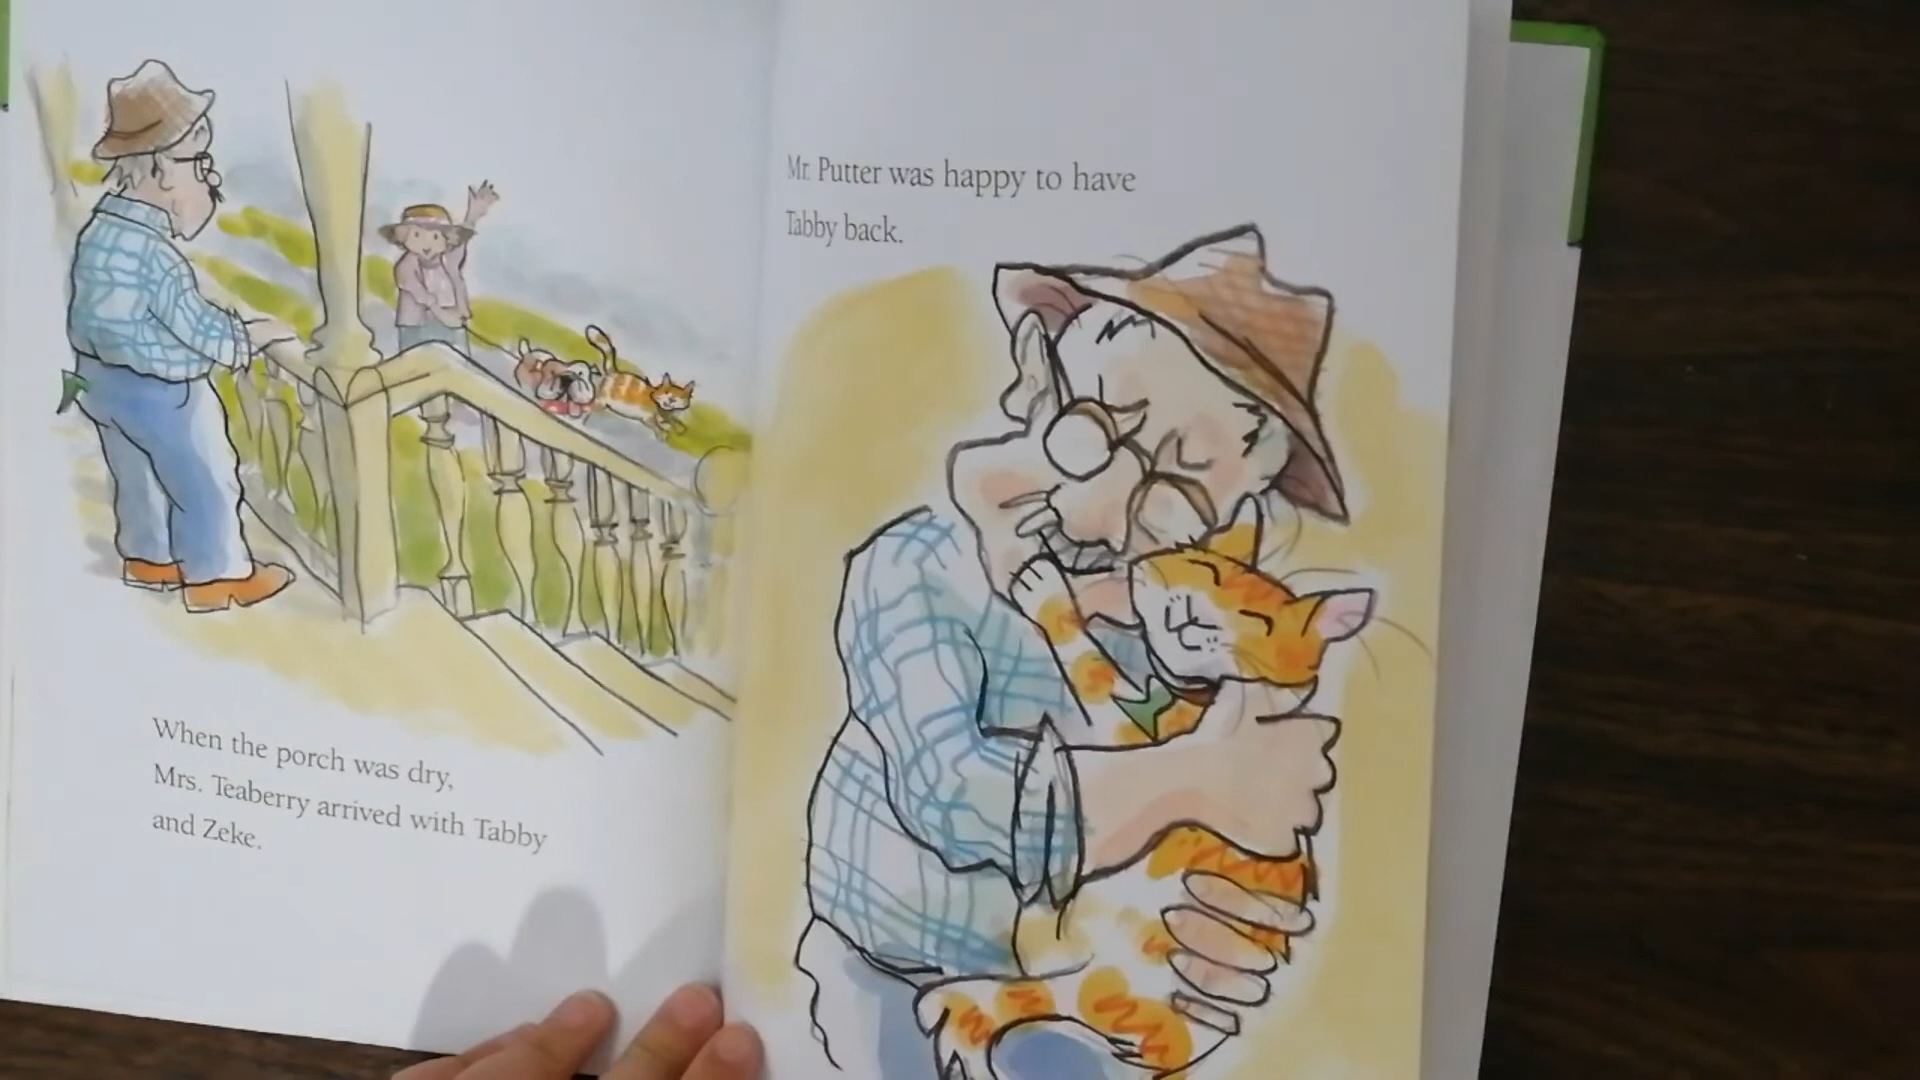 When the porch was dry,
Mrs. Teaberry arrived with Tabby
and Zeke.
Mr. Putter was happy to have
Tabby back.